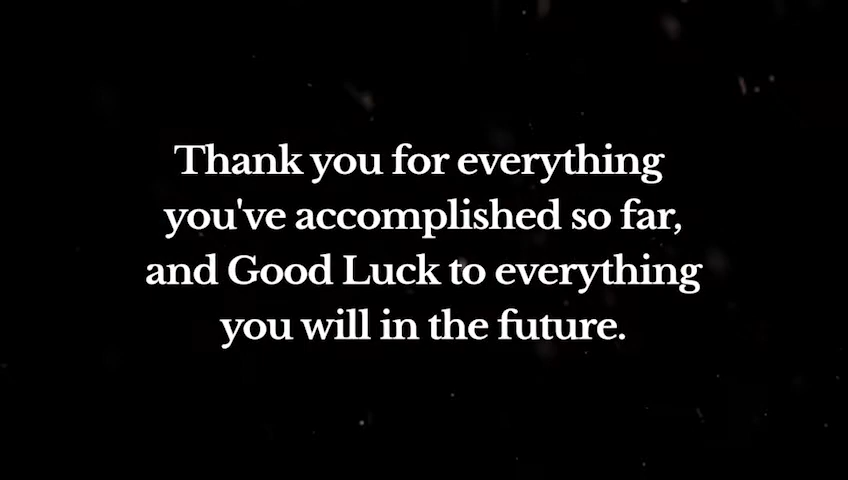 Thank you for everything
you've accomplished so far,
and Good Luck to everything
you will in the future.